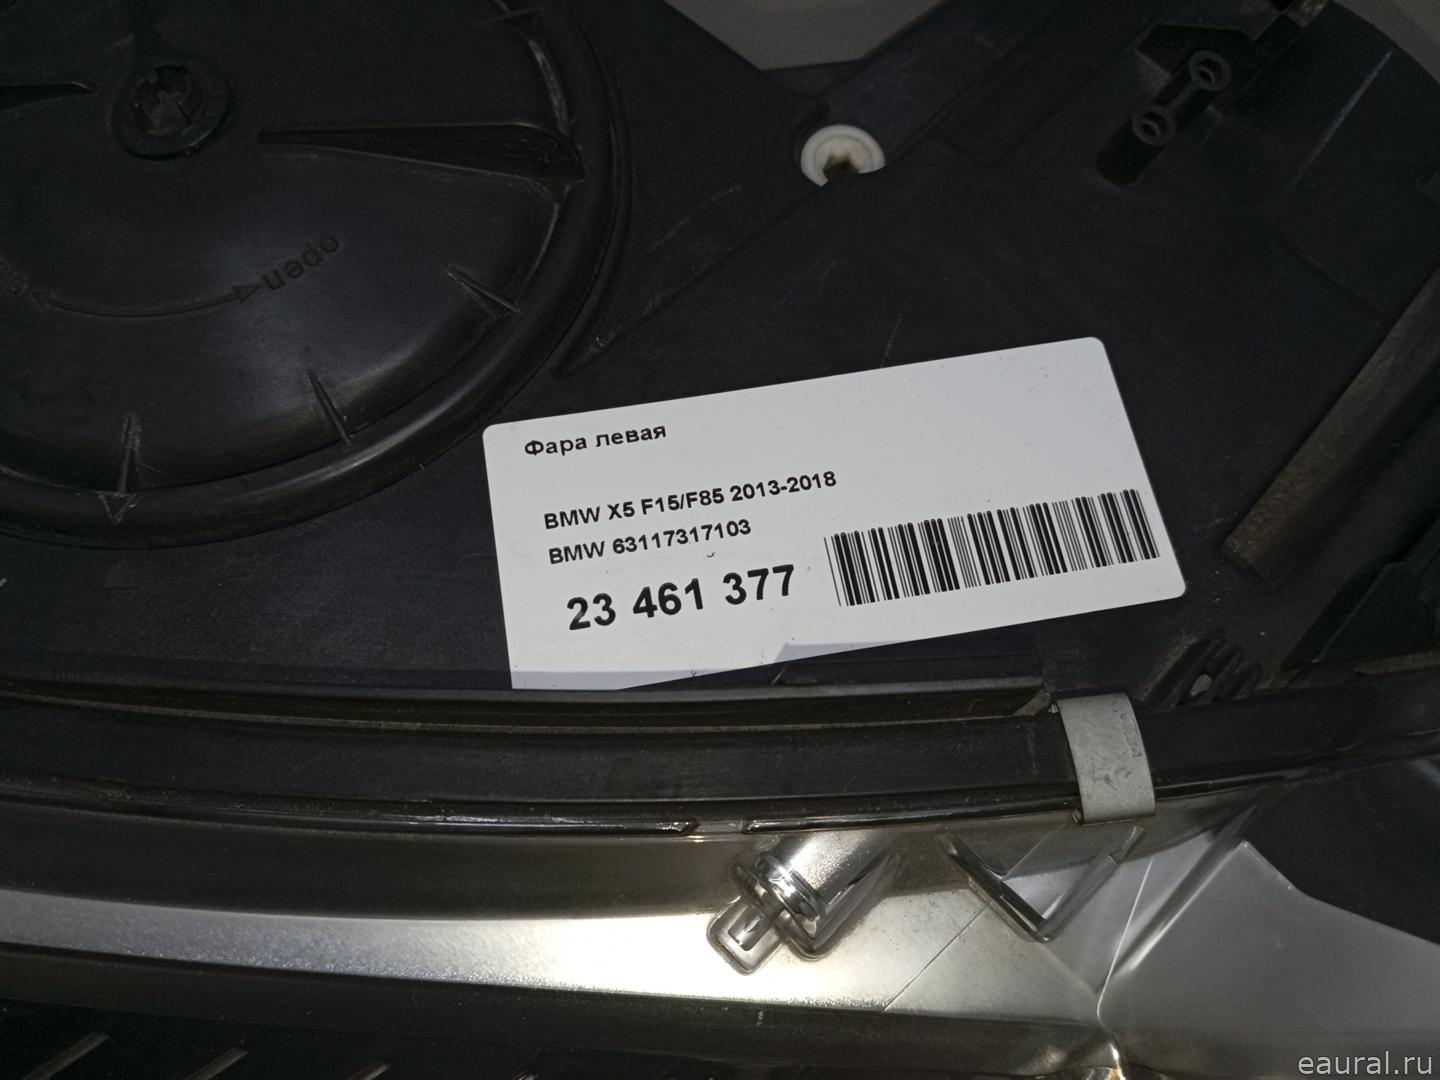 open
Фара левая
BMW X5 F15/F85 2013-2018
BMW 63117317103
23 461 377
eaural.ru